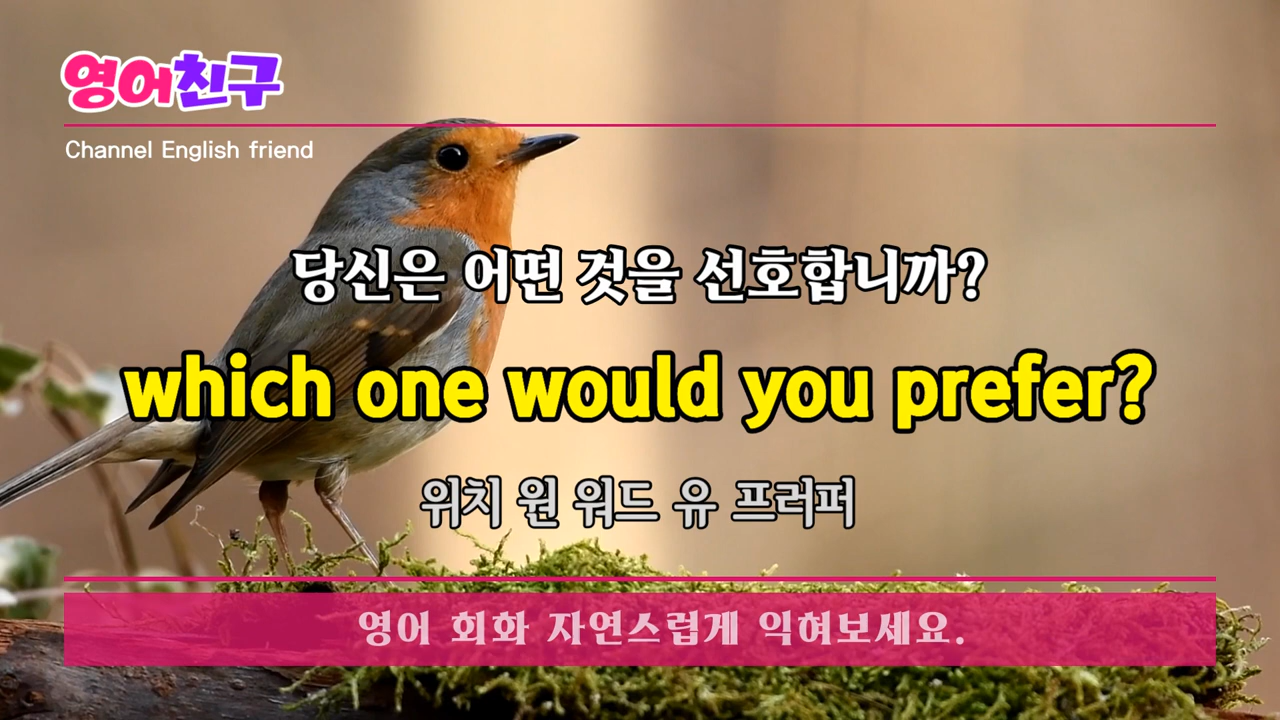 영어친구
Channel English friend
당신은 어떤 것을 선호합니까?
which one would you prefer?
위치 원 워드 유 프러퍼
영어 회화 자연스럽게 익혀보세요.